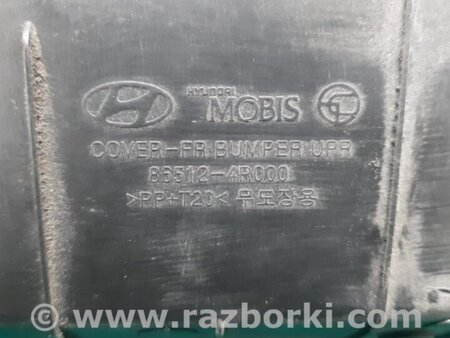 HYUNDAI
MOBIS
COVER-FR BUMPER UPR
86512-4R000
>PP+T20< 무도장용
www.razborki.com